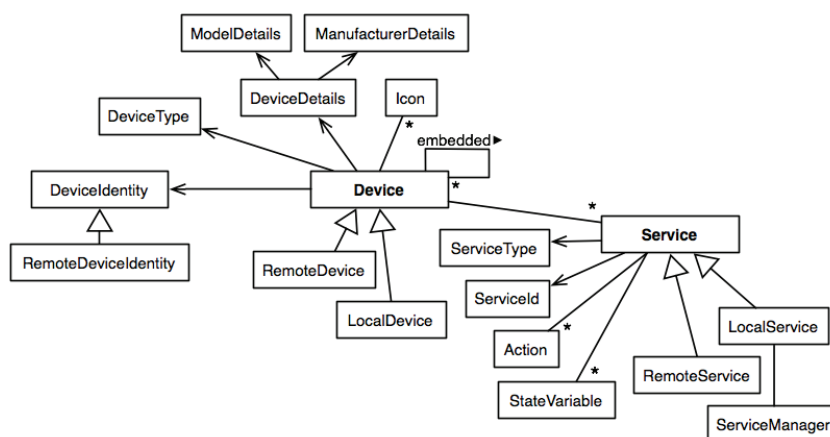 ModelDetails
ManufacturerDetails
DeviceDetails
Icon
DeviceType
*
embedded►
DeviceIdentity
Device
*
*
RemoteDeviceIdentity
RemoteDevice
ServiceType
Service
LocalDevice
ServiceId
*
Action
LocalService
*
StateVariable
RemoteService
ServiceManager